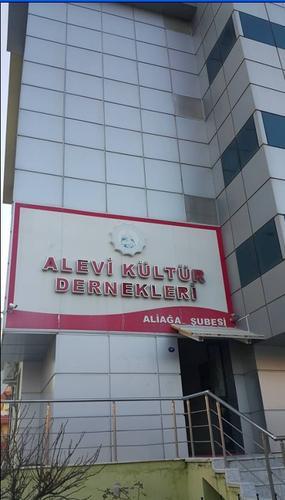 ALEVİ KÜLTÜR
DERNEKLERİ
ALİAĞA ŞUBESİ